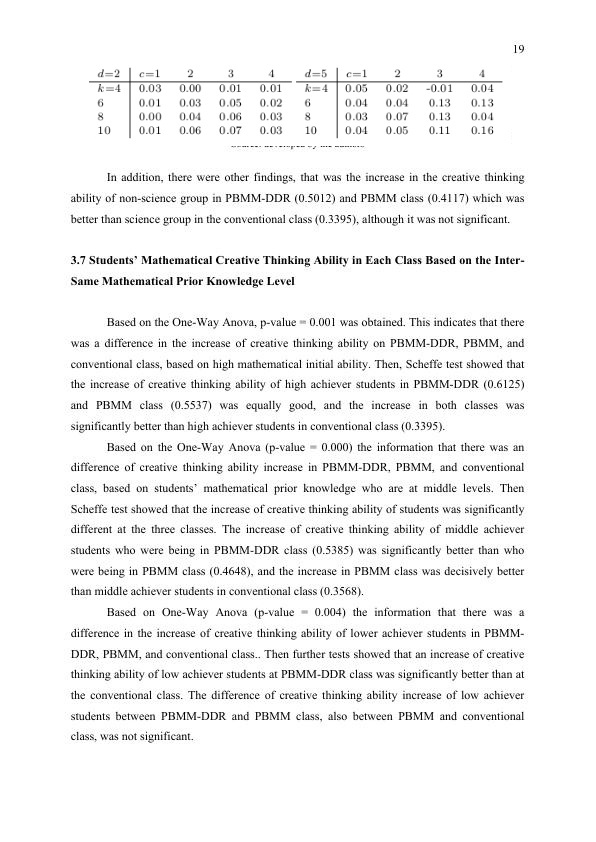 19
d=2 c=1 2 3 4 d=5 c=1 2 3 4
k=4 0.03 0.00 0.01 0.01 k=4 0.05 0.02 -0.01 0.04
6 0.01 0.03 0.05 0.02 6 0.04 0.04 0.13 0.13
8 0.00 0.04 0.06 0.03 8 0.03 0.07 0.13 0.04
10 0.01 0.06 0.07 0.03 10 0.04 0.05 0.11 0.16
Source: developed by the authors
In addition, there were other findings, that was the increase in the creative thinking
ability of non-science group in PBMM-DDR (0.5012) and PBMM class (0.4117) which was
better than science group in the conventional class (0.3395), although it was not significant.
3.7 Students’ Mathematical Creative Thinking Ability in Each Class Based on the Inter-
Same Mathematical Prior Knowledge Level
Based on the One-Way Anova, p-value = 0.001 was obtained. This indicates that there
was a difference in the increase of creative thinking ability on PBMM-DDR, PBMM, and
conventional class, based on high mathematical initial ability. Then, Scheffe test showed that
the increase of creative thinking ability of high achiever students in PBMM-DDR (0.6125)
and PBMM class (0.5537) was equally good, and the increase in both classes was
significantly better than high achiever students in conventional class (0.3395).
Based on the One-Way Anova (p-value = 0.000) the information that there was an
difference of creative thinking ability increase in PBMM-DDR, PBMM, and conventional
class, based on students’ mathematical prior knowledge who are at middle levels. Then
Scheffe test showed that the increase of creative thinking ability of students was significantly
different at the three classes. The increase of creative thinking ability of middle achiever
students who were being in PBMM-DDR class (0.5385) was significantly better than who
were being in PBMM class (0.4648), and the increase in PBMM class was decisively better
than middle achiever students in conventional class (0.3568).
Based on One-Way Anova (p-value = 0.004) the information that there was a
difference in the increase of creative thinking ability of lower achiever students in PBMM-
DDR, PBMM, and conventional class.. Then further tests showed that an increase of creative
thinking ability of low achiever students at PBMM-DDR class was significantly better than at
the conventional class. The difference of creative thinking ability increase of low achiever
students between PBMM-DDR and PBMM class, also between PBMM and conventional
class, was not significant.